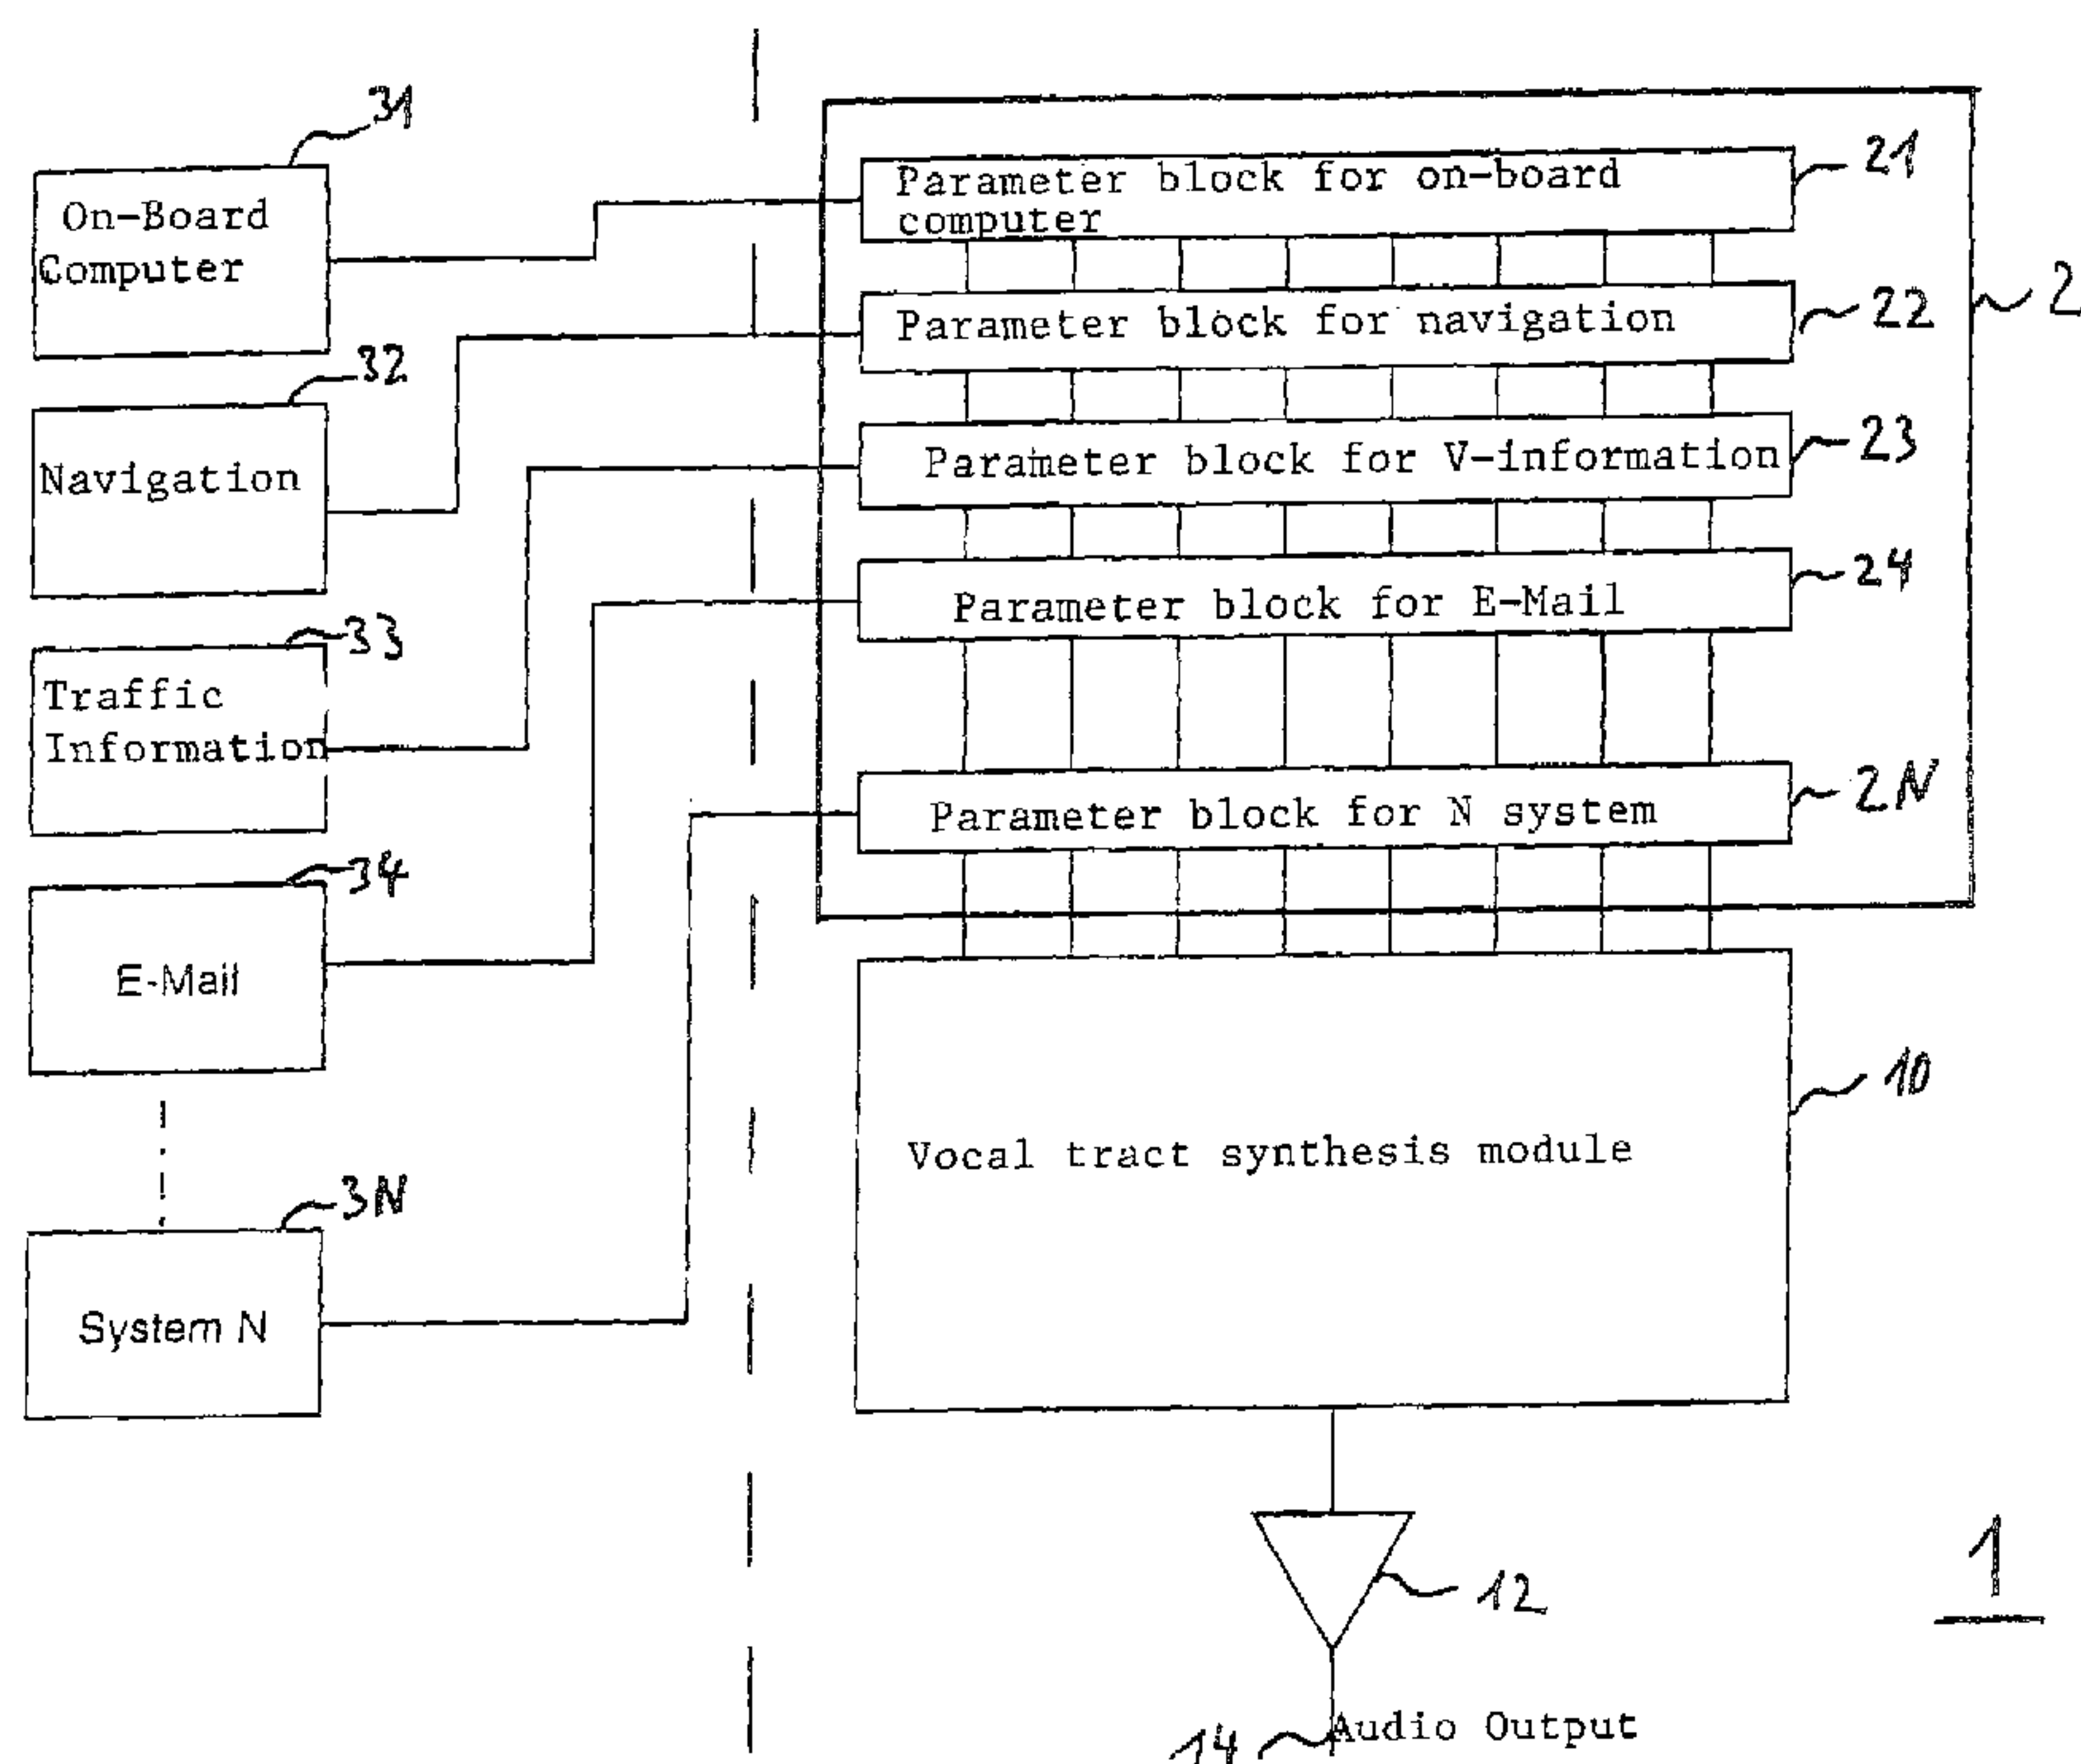 31
On-Board
Computer
32
Navigation
33
Traffic
Information
34
E-Mail
3N
System N
Parameter block for on-board
computer
21
Parameter block for navigation
22
2
Parameter block for V-information
23
Parameter block for E-Mail
24
Parameter block for N system
2N
Vocal tract synthesis module
10
12
1
14
Audio Output